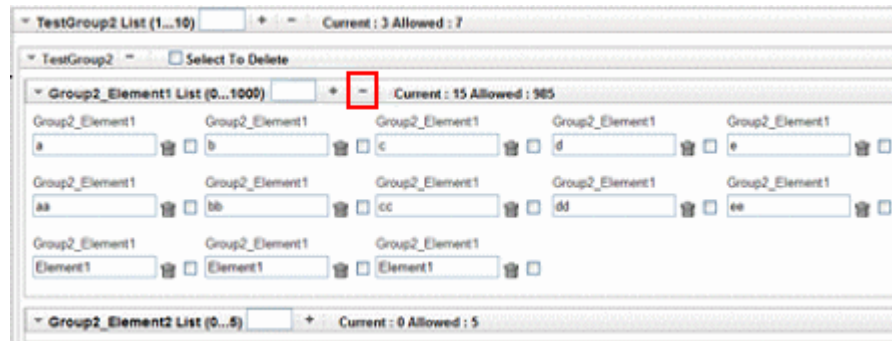 TestGroup2 List (1...10) + - Current : 3 Allowed : 7
TestGroup2 - Select To Delete
Group2_Element1 List (0...1000) + - Current : 15 Allowed : 985
Group2_Element1 Group2_Element1 Group2_Element1 Group2_Element1 Group2_Element1
a b c d e
Group2_Element1 Group2_Element1 Group2_Element1 Group2_Element1 Group2_Element1
aa bb cc dd ee
Group2_Element1 Group2_Element1 Group2_Element1
Element1 Element1 Element1
Group2_Element2 List (0...5) + Current : 0 Allowed : 5